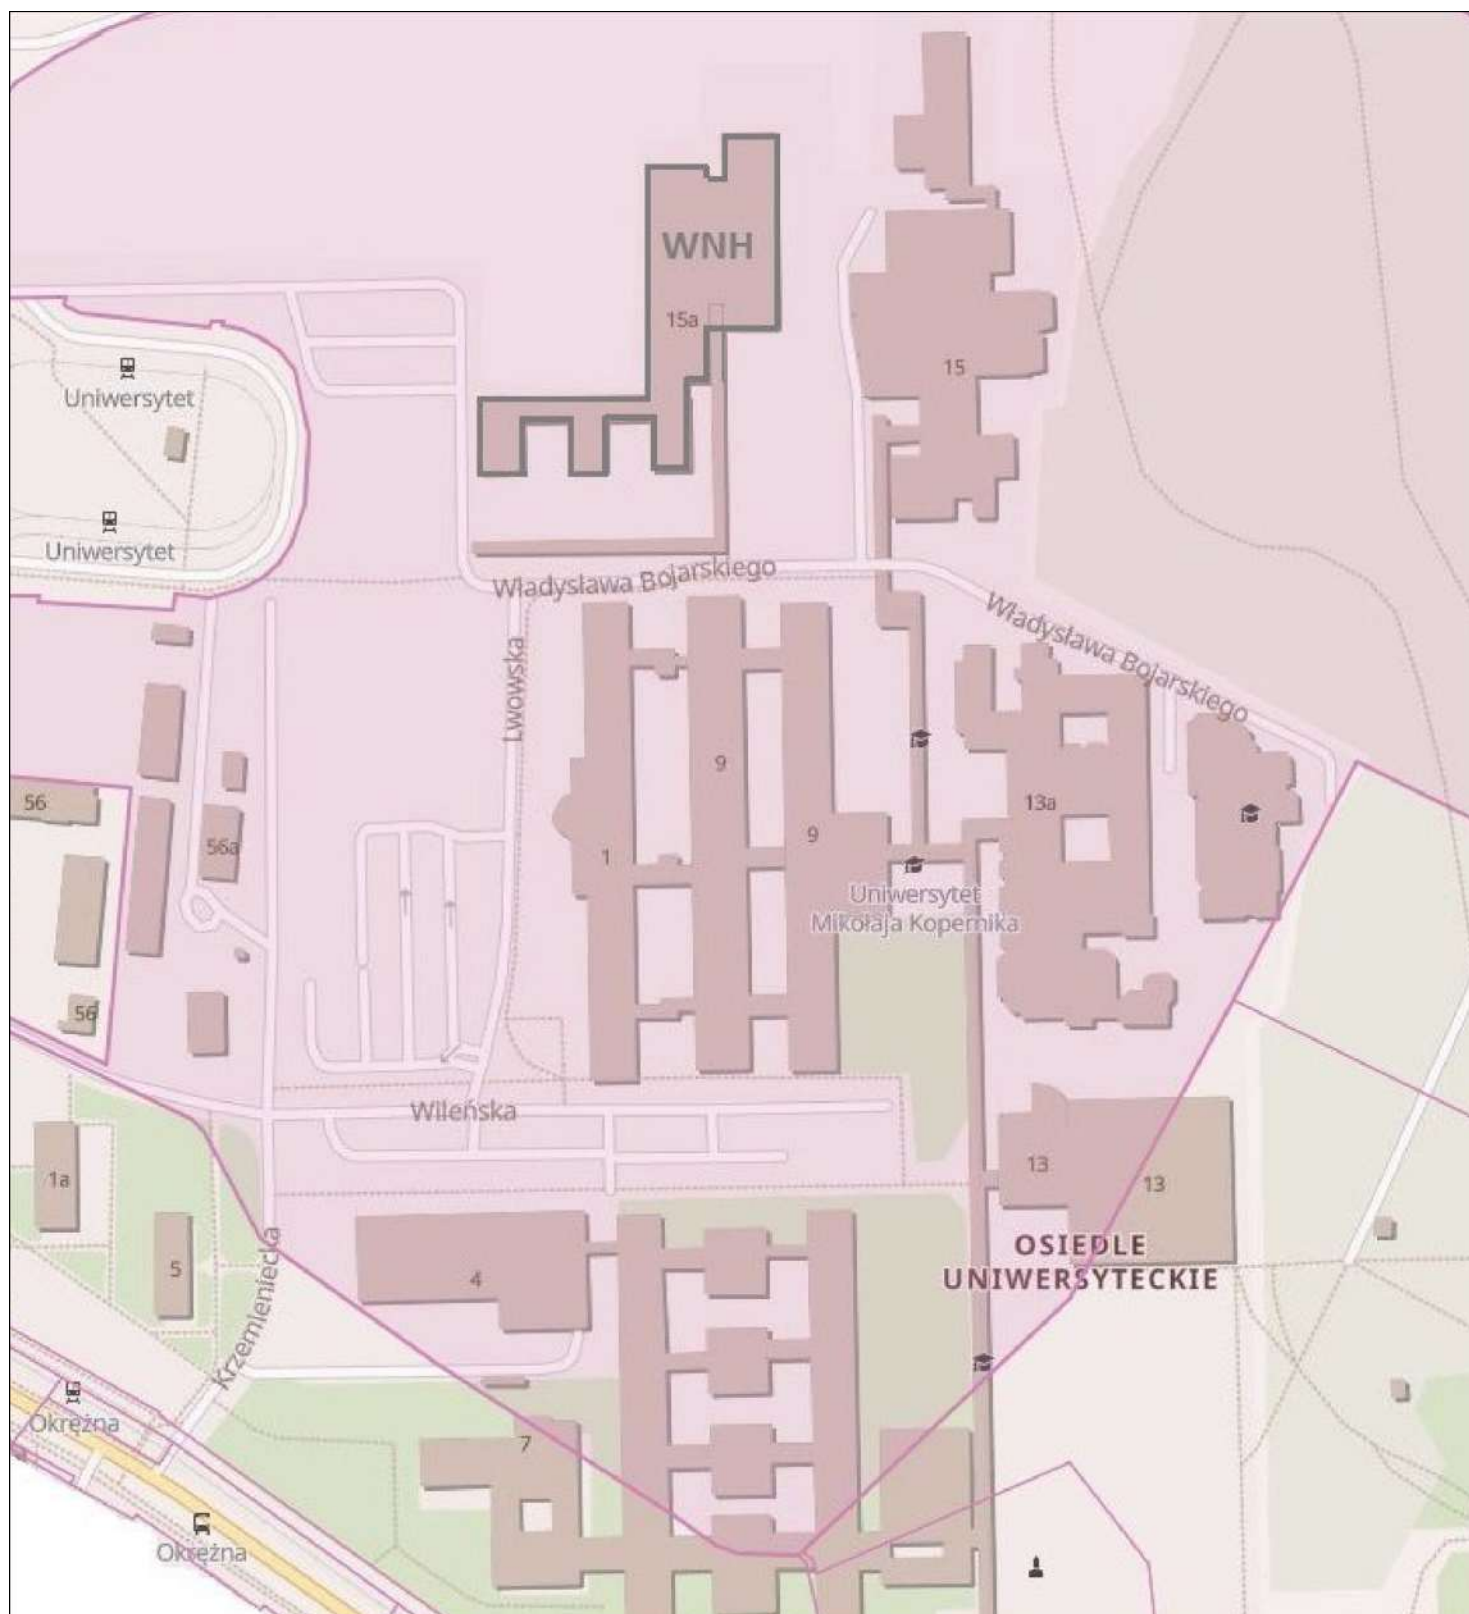 WNH
15a
Uniwersytet
15
Uniwersytet
Władysława Bojarskiego
Władysława Bojarskiego
Lwowska
9
56
13a
9
56a
1
Uniwersytet
Mikołaja Kopernika
56
Wileńska
13
1a
13
OSIEDLE
UNIWERSYTECKIE
5
4
Krzemieniecka
Okrężna
7
Okrężna